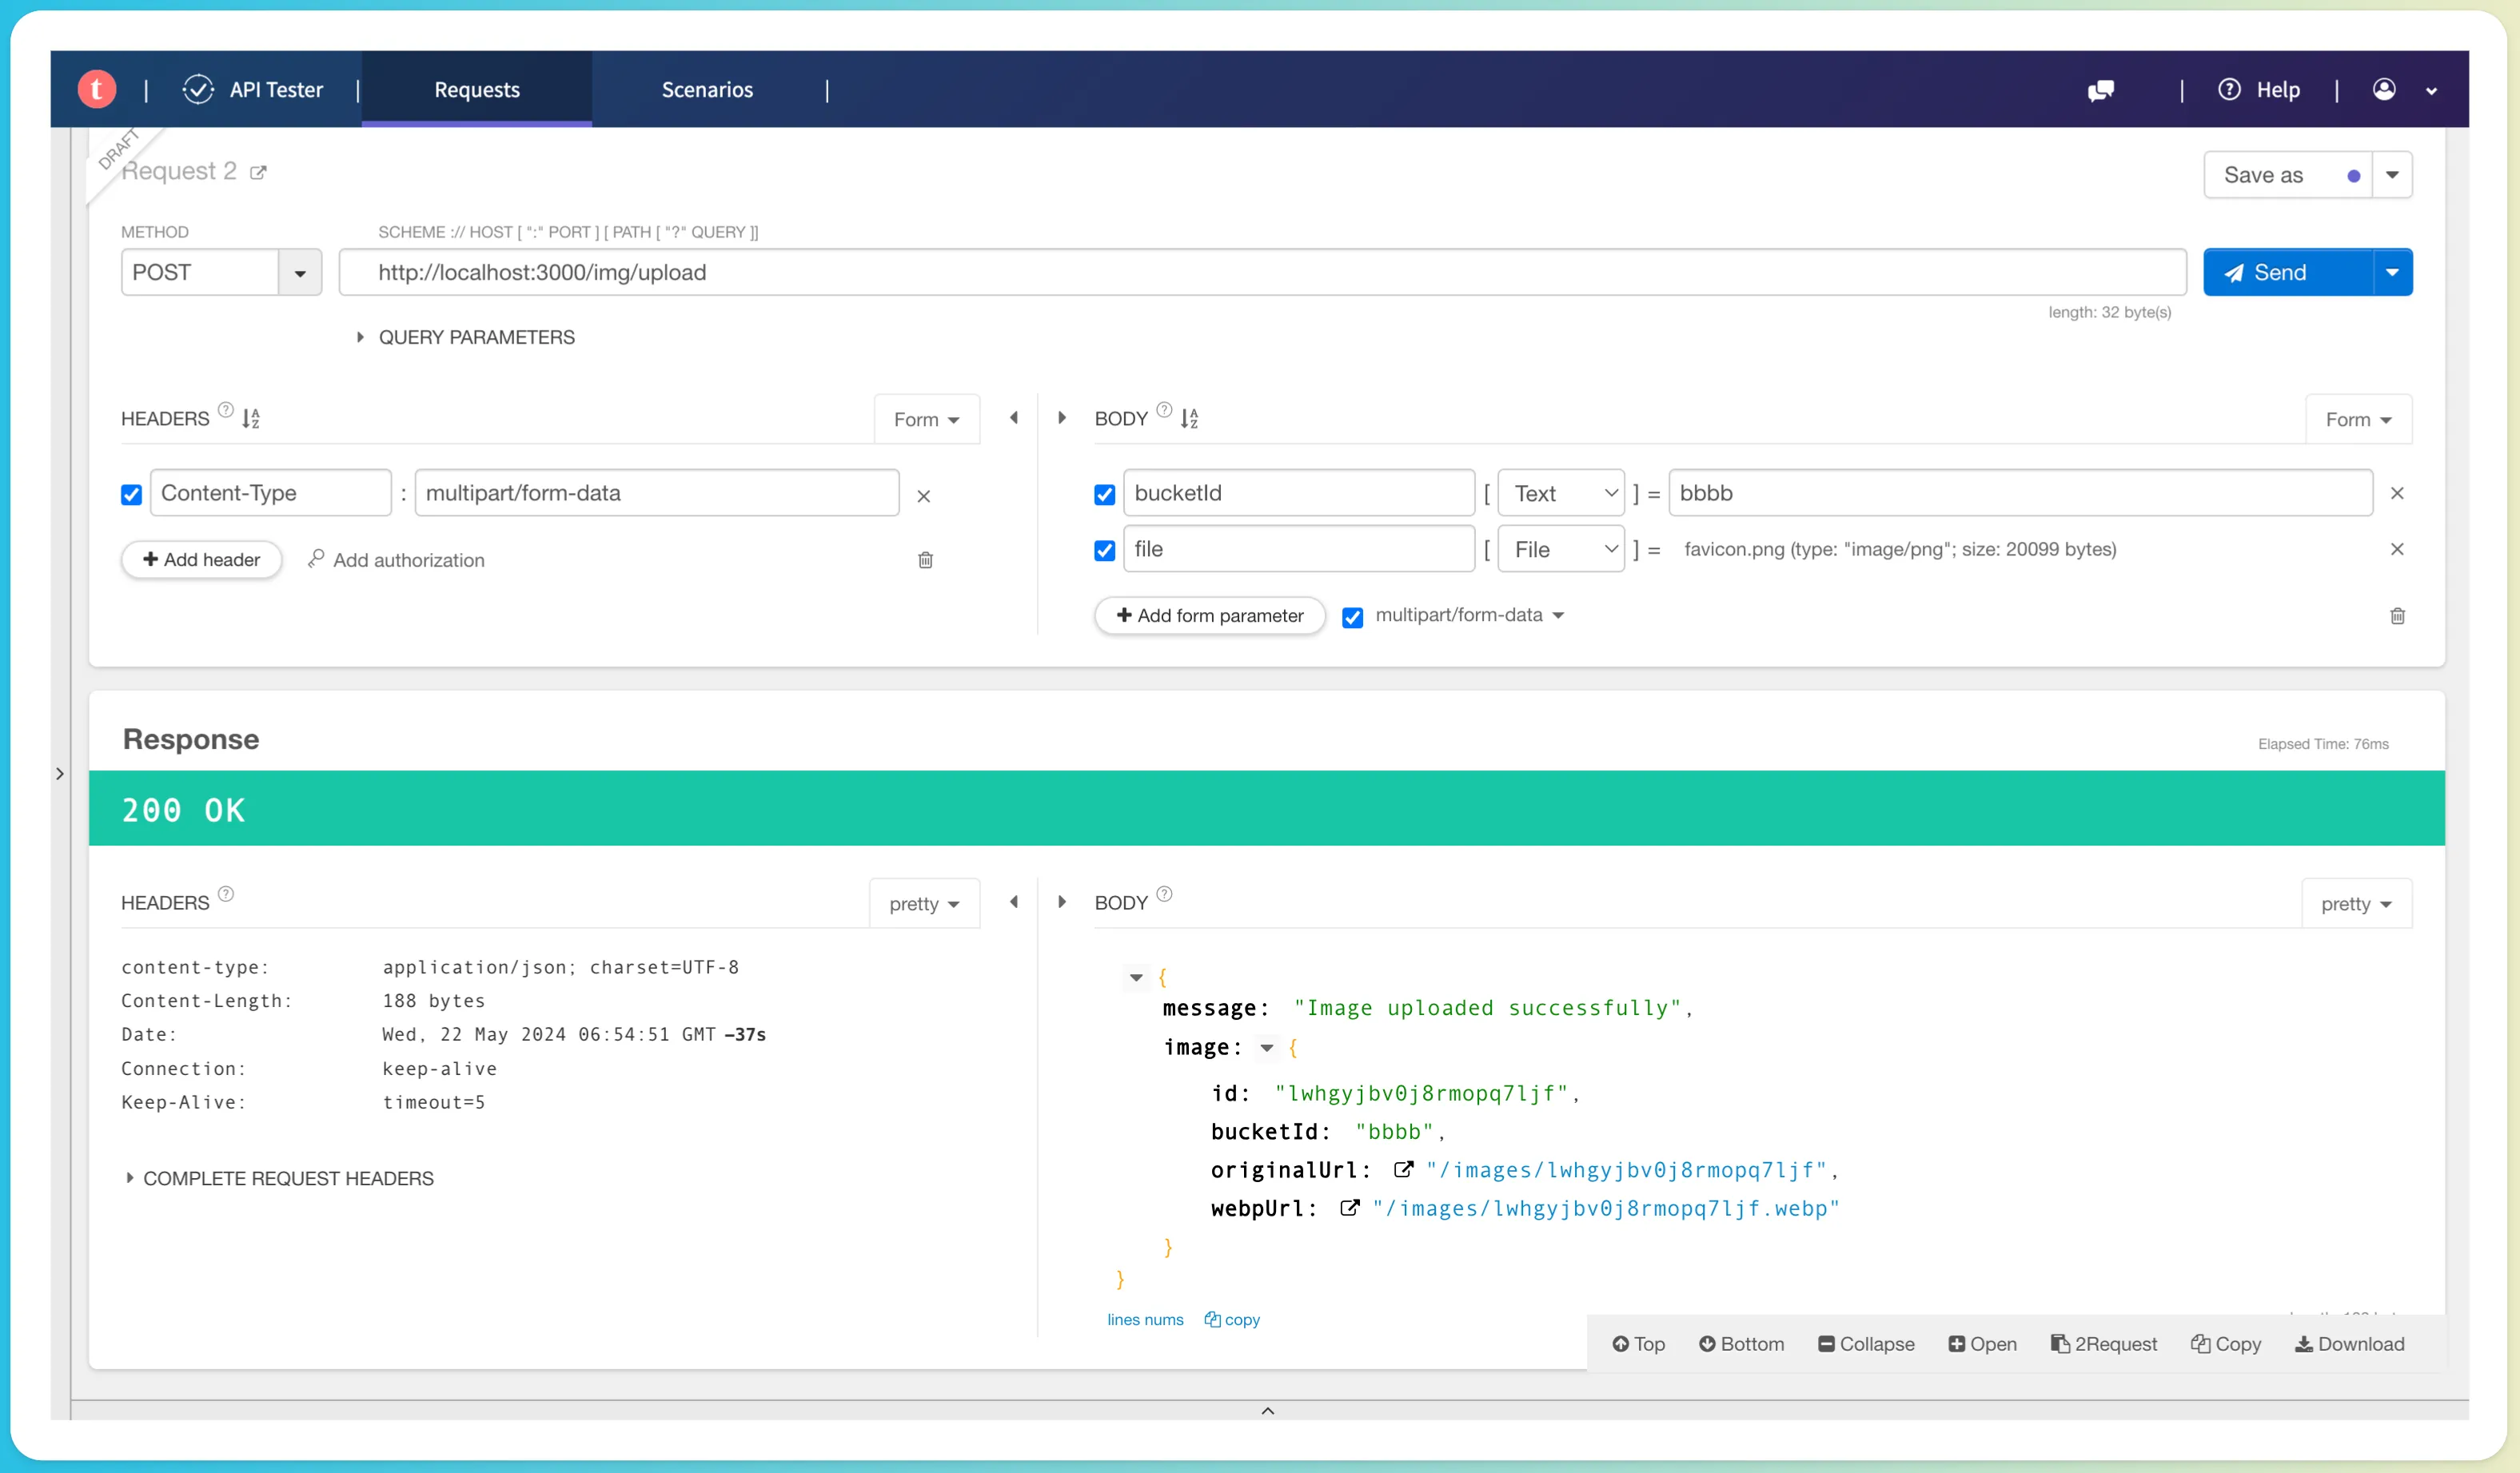 t | API Tester | Requests Scenarios | | Help |
DRAFT
Request 2
Save as
METHOD
SCHEME :// HOST [ ":" PORT ] [ PATH [ "?" QUERY ]]
POST
http://localhost:3000/img/upload
Send
length: 32 byte(s)
QUERY PARAMETERS
HEADERS ? AZ Form
BODY ? AZ Form
Content-Type : multipart/form-data
bucketId [ Text ] = bbbb
file [ File ] = favicon.png (type: "image/png"; size: 20099 bytes)
+ Add header Add authorization
+ Add form parameter multipart/form-data
Response
Elapsed Time: 76ms
200 OK
HEADERS ? pretty
BODY ? pretty
content-type: application/json; charset=UTF-8
Content-Length: 188 bytes
Date: Wed, 22 May 2024 06:54:51 GMT -37s
Connection: keep-alive
Keep-Alive: timeout=5
COMPLETE REQUEST HEADERS
{
message: "Image uploaded successfully",
image: {
id: "lwhgyjbv0j8rmopq7ljf",
bucketId: "bbbb",
originalUrl: "/images/lwhgyjbv0j8rmopq7ljf",
webpUrl: "/images/lwhgyjbv0j8rmopq7ljf.webp"
}
}
lines nums copy
Top Bottom Collapse Open 2Request Copy Download